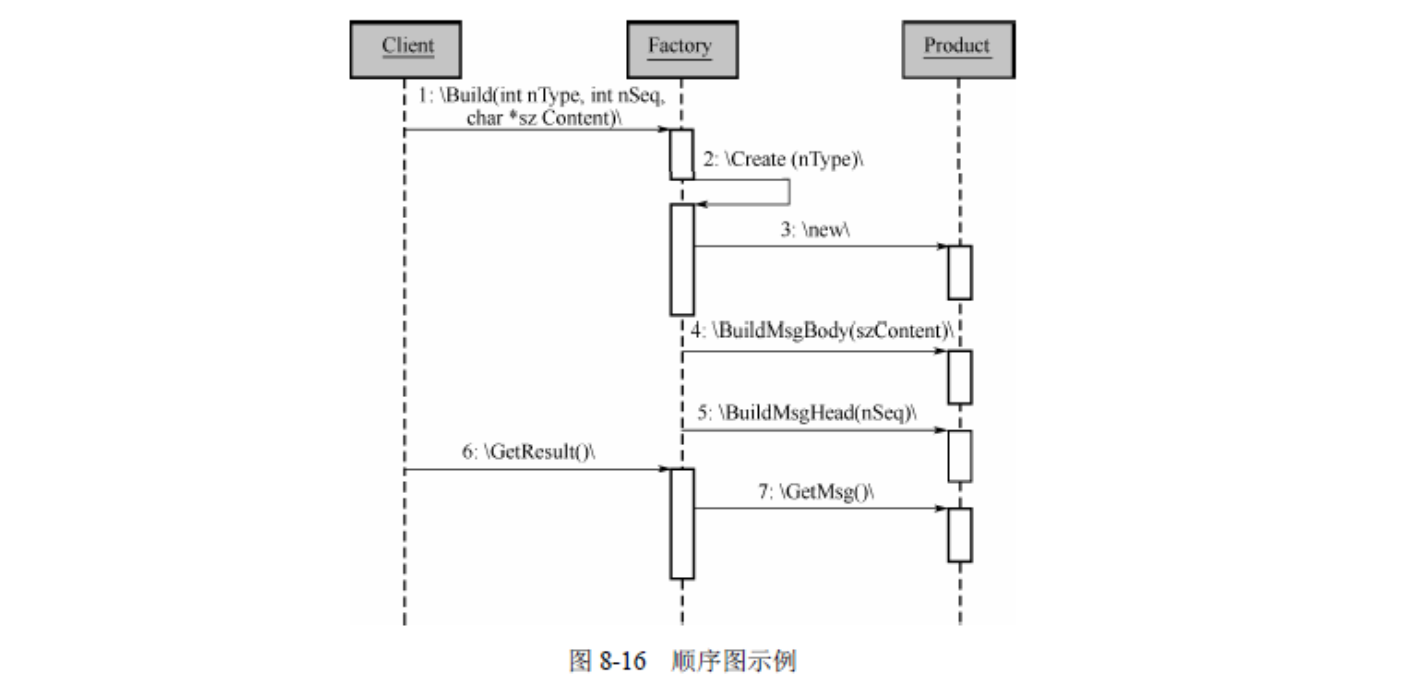 Client
Factory
Product
1: \Build(int nType, int nSeq,
char *sz Content)\
2: \Create (nType)\
3: \new\
4: \BuildMsgBody(szContent)\
5: \BuildMsgHead(nSeq)\
6: \GetResult()\
7: \GetMsg()\
图 8-16 顺序图示例